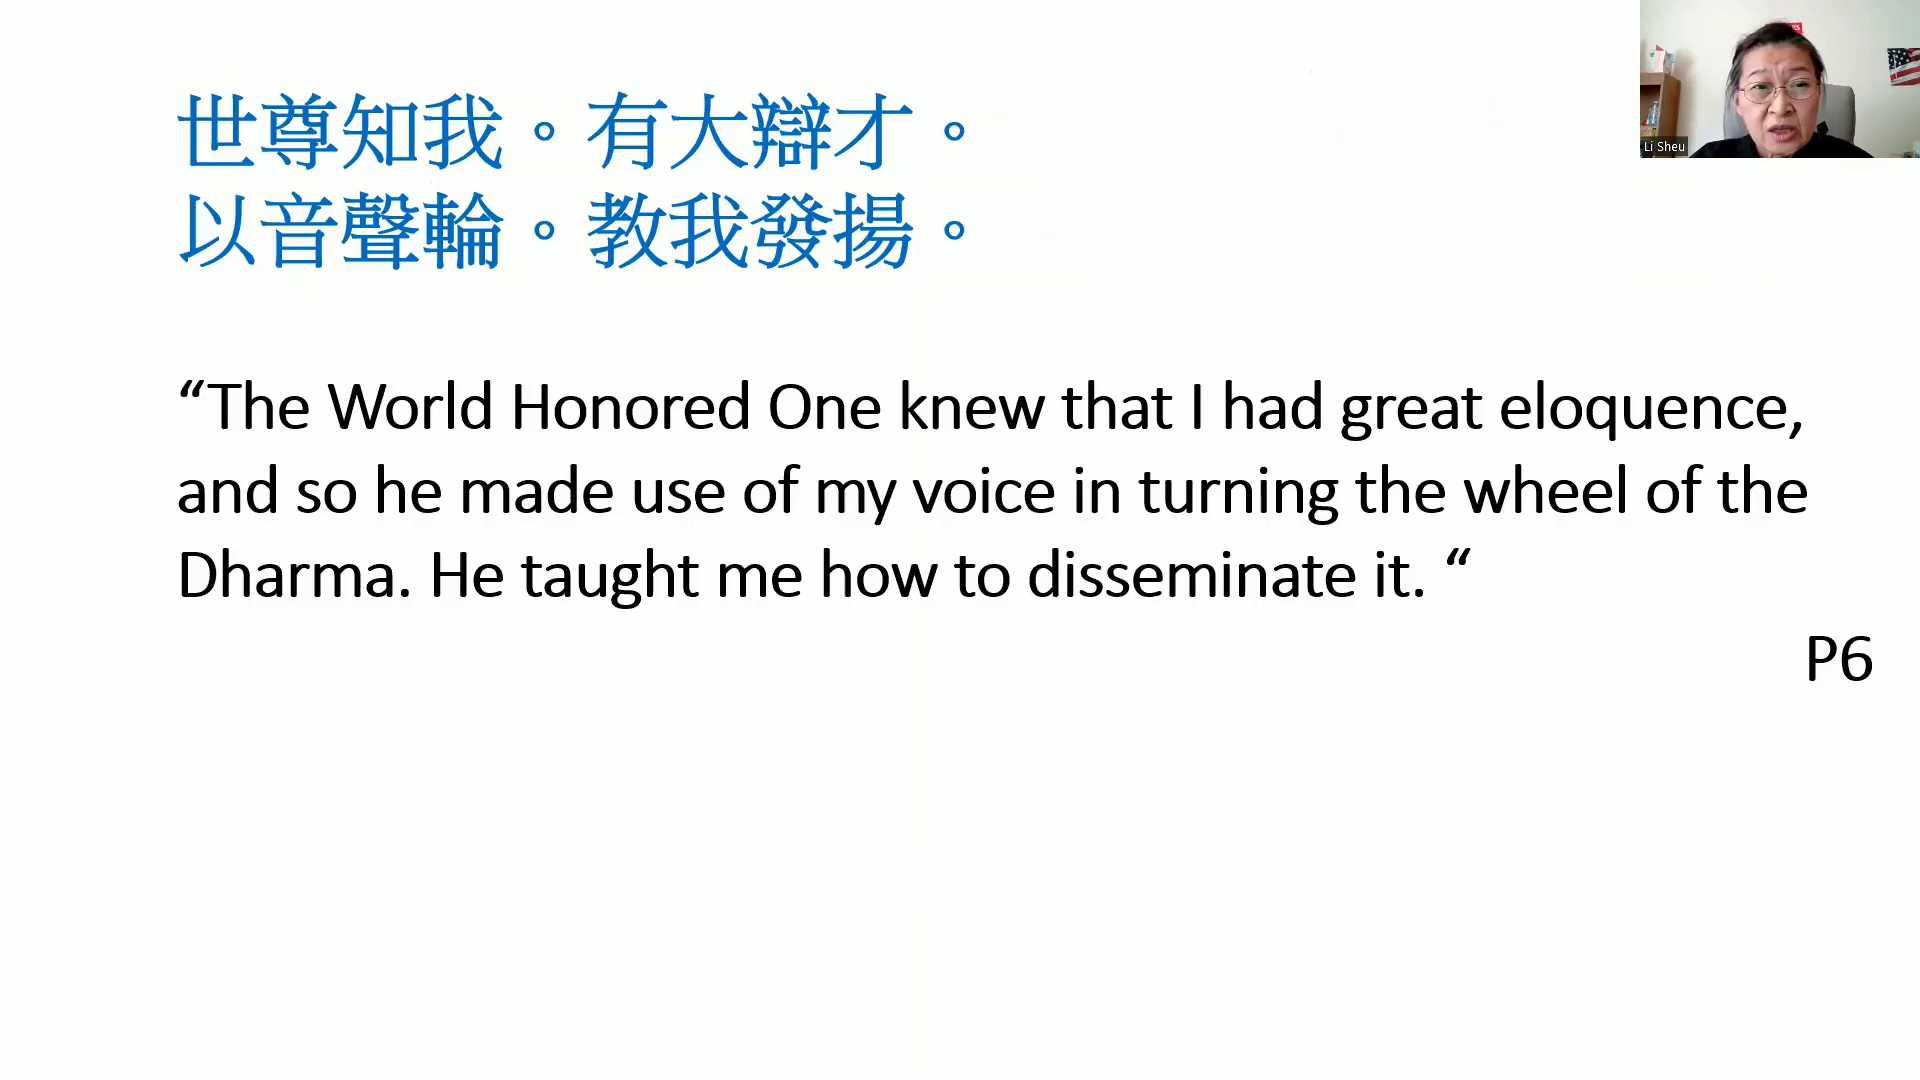 世尊知我。有大辯才。
以音聲輪。教我發揚。
“The World Honored One knew that I had great eloquence,
and so he made use of my voice in turning the wheel of the
Dharma. He taught me how to disseminate it. “
P6
Li Sheu